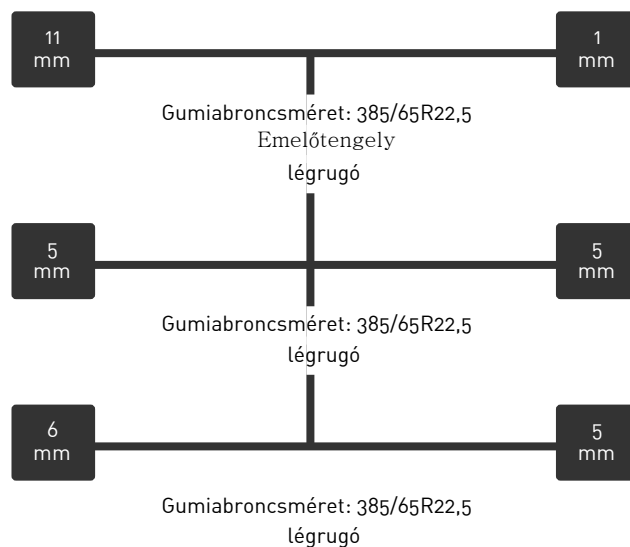 11 mm
1 mm
Gumiabroncsméret: 385/65R22,5
Emelőtengely
légrugó
5 mm
5 mm
Gumiabroncsméret: 385/65R22,5
légrugó
6 mm
5 mm
Gumiabroncsméret: 385/65R22,5
légrugó